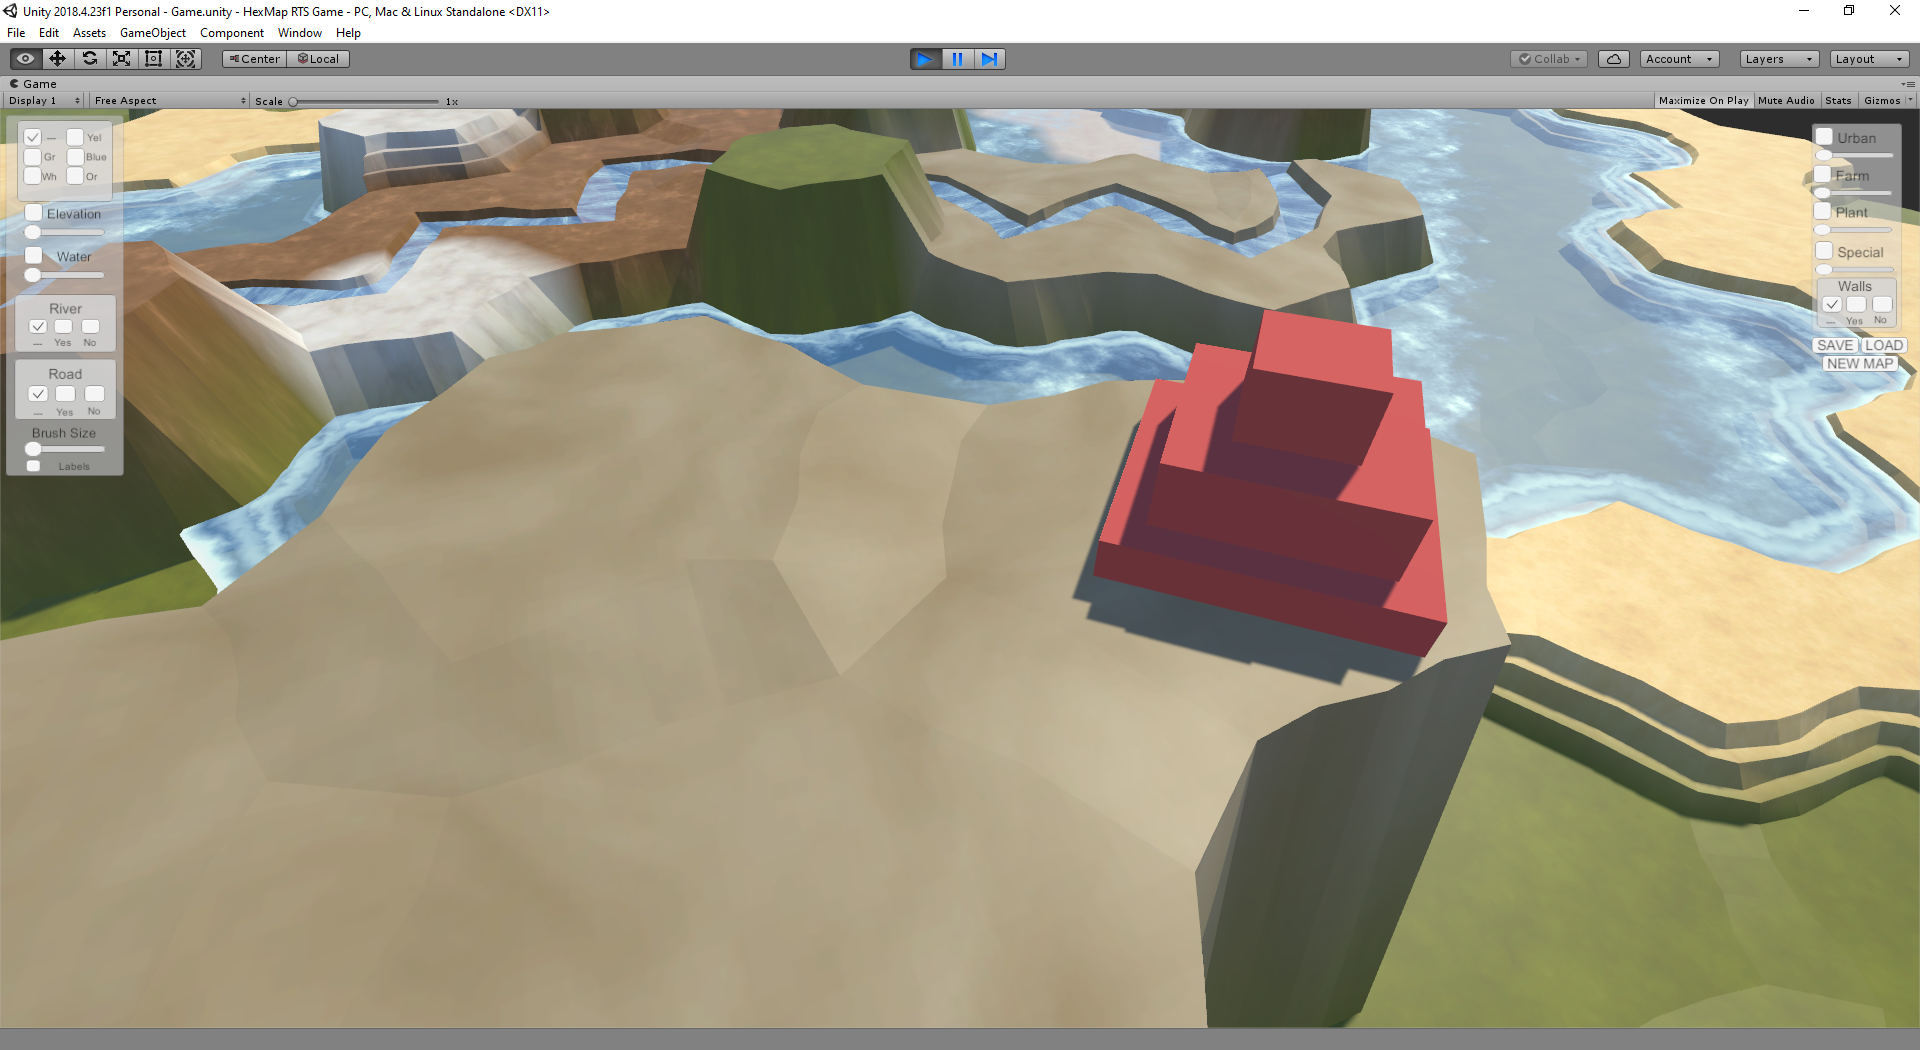 Unity 2018.4.23f1 Personal - Game.unity - HexMap RTS Game - PC, Mac & Linux Standalone <DX11>
File Edit Assets GameObject Component Window Help
Center Local Collab Account Layers Layout
Game
Display 1 Free Aspect Scale 1x Maximize On Play Mute Audio Stats Gizmos
--- Yel
Gr Blue
Wh Or
Elevation
Water
River
--- Yes No
Road
--- Yes No
Brush Size
Labels
Urban
Farm
Plant
Special
Walls
--- Yes No
SAVE LOAD
NEW MAP